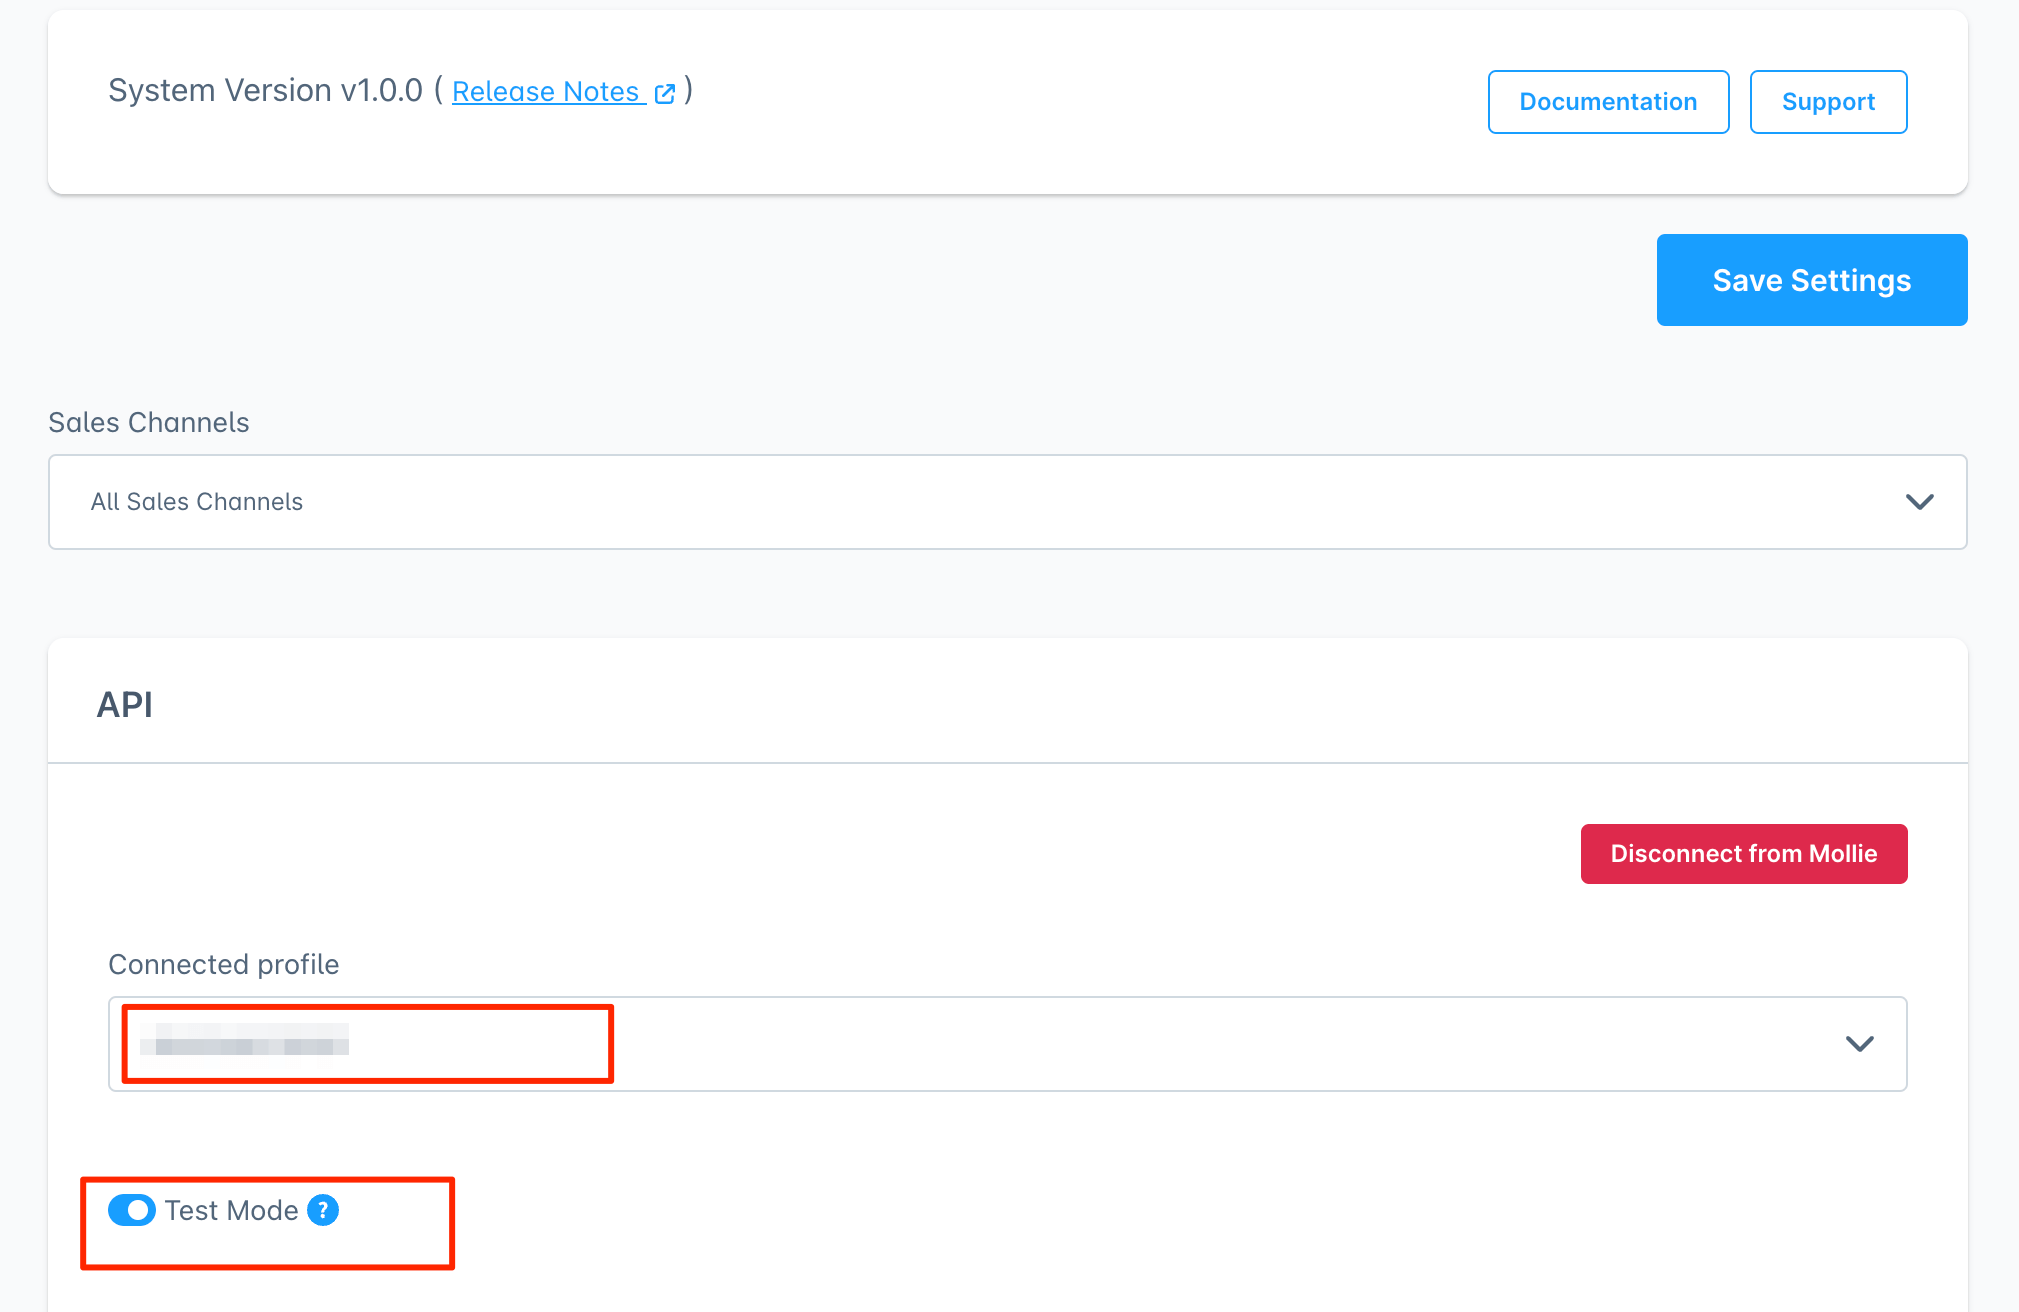 System Version v1.0.0 ( Release Notes )
Documentation
Support
Save Settings
Sales Channels
All Sales Channels
API
Disconnect from Mollie
Connected profile
Test Mode ?